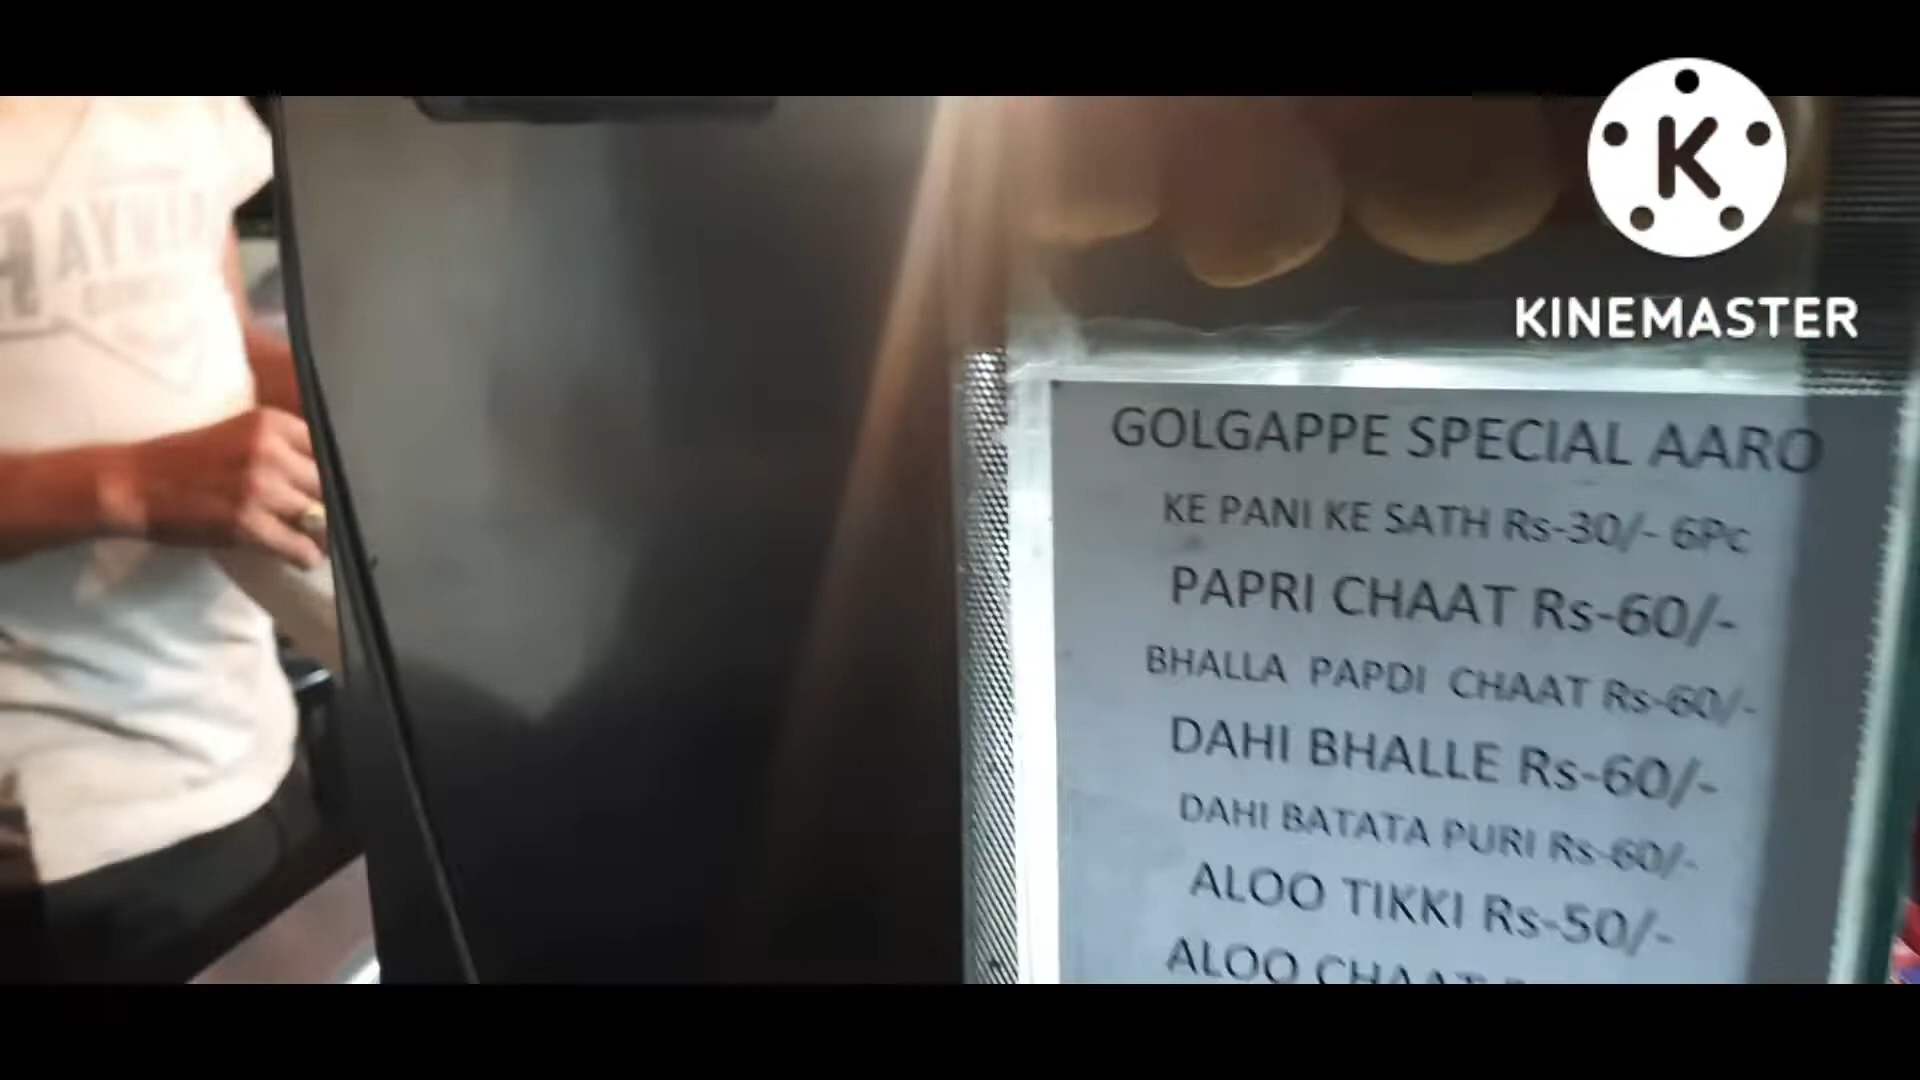 K
KINEMASTER
GOLGAPPE SPECIAL AARO
KE PANI KE SATH Rs-30/- 6Pc
PAPRI CHAAT Rs-60/-
BHALLA PAPDI CHAAT Rs-60/-
DAHI BHALLE Rs-60/-
DAHI BATATA PURI Rs-60/-
ALOO TIKKI Rs-50/-
ALOO CHAAT